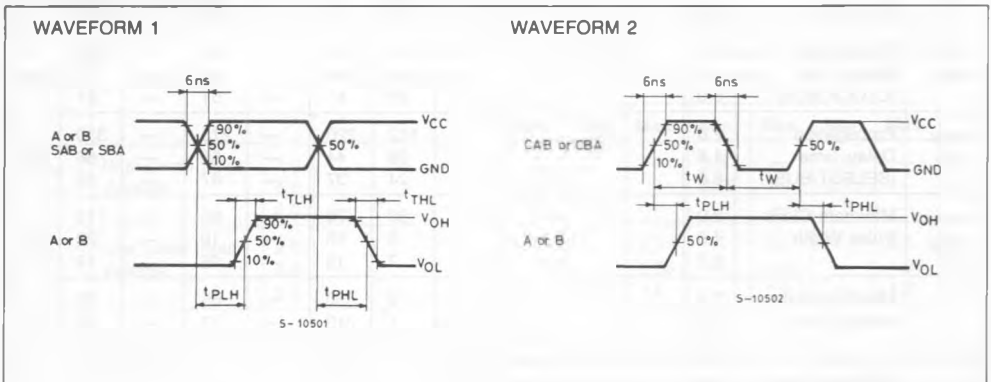 WAVEFORM 1
6ns
A or B
SAB or SBA
90%
50%
10%
50%
VCC
GND
tTLH
tTHL
A or B
90%
50%
10%
VOH
VOL
tPLH
tPHL
S-10501
WAVEFORM 2
6ns
6ns
CAB or CBA
90%
50%
10%
50%
VCC
GND
tW
tW
tPLH
tPHL
A or B
50%
VOH
VOL
S-10502